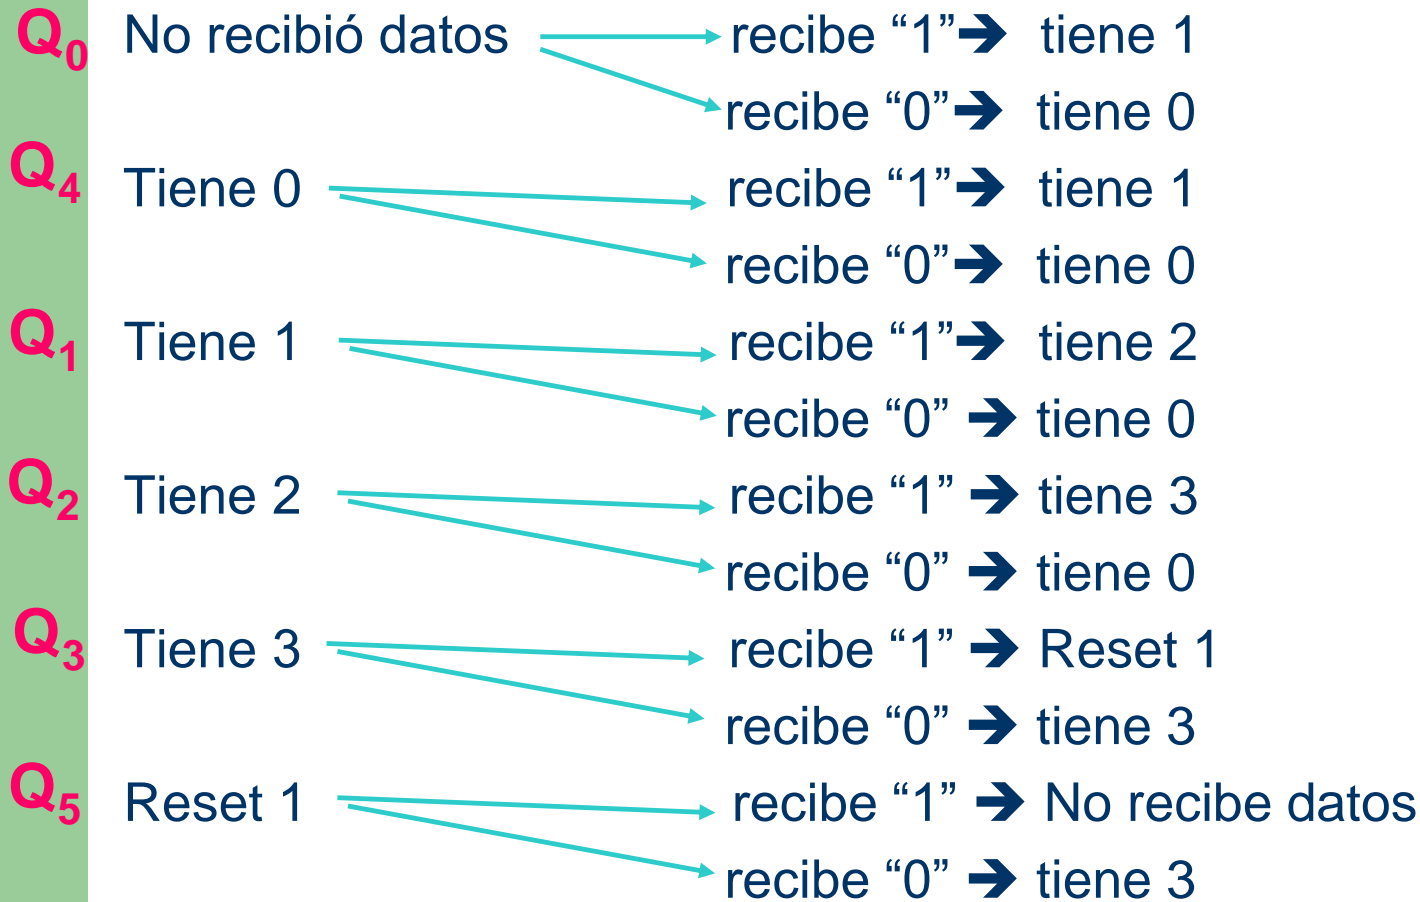 Q0 No recibió datos recibe “1”➔ tiene 1
recibe “0”➔ tiene 0
Q4 Tiene 0 recibe “1”➔ tiene 1
recibe “0”➔ tiene 0
Q1 Tiene 1 recibe “1”➔ tiene 2
recibe “0” ➔ tiene 0
Q2 Tiene 2 recibe “1” ➔ tiene 3
recibe “0” ➔ tiene 0
Q3 Tiene 3 recibe “1” ➔ Reset 1
recibe “0” ➔ tiene 3
Q5 Reset 1 recibe “1” ➔ No recibe datos
recibe “0” ➔ tiene 3